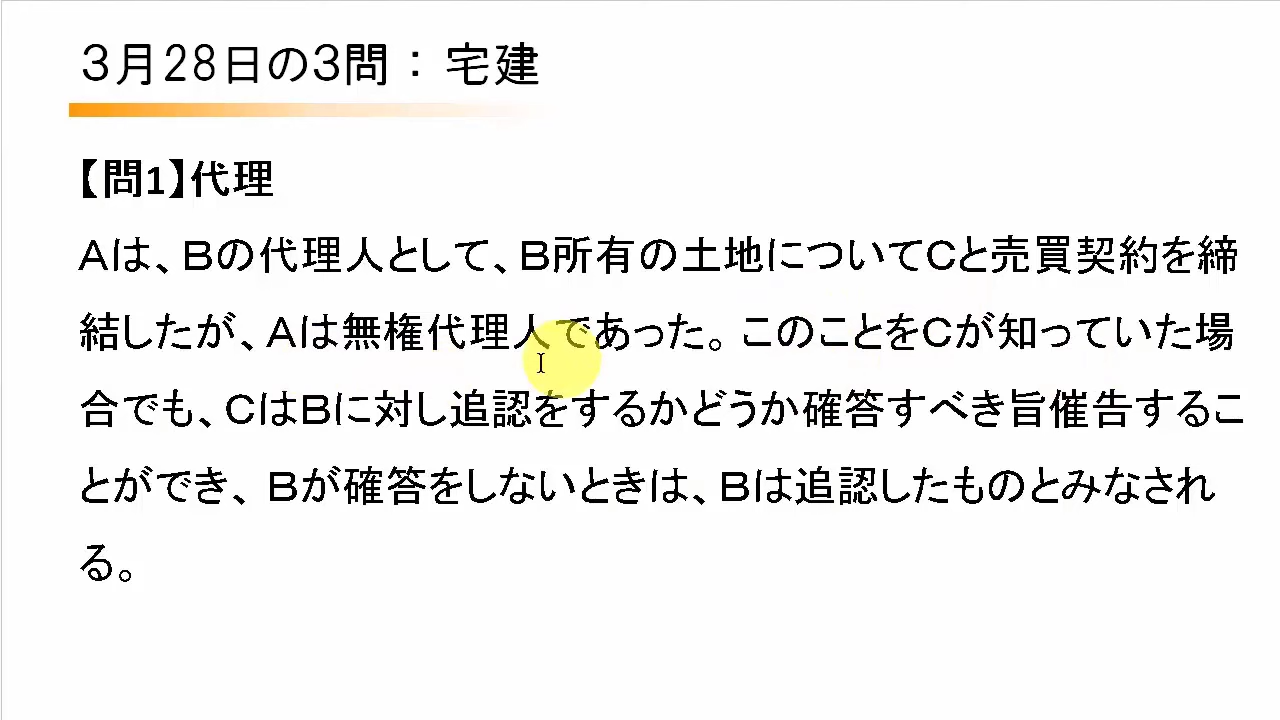 3月28日の3問：宅建
【問1】代理
Ａは、Ｂの代理人として、Ｂ所有の土地についてＣと売買契約を締
結したが、Ａは無権代理人であった。このことをＣが知っていた場
合でも、ＣはＢに対し追認をするかどうか確答すべき旨催告するこ
とができ、Ｂが確答をしないときは、Ｂは追認したものとみなされ
る。